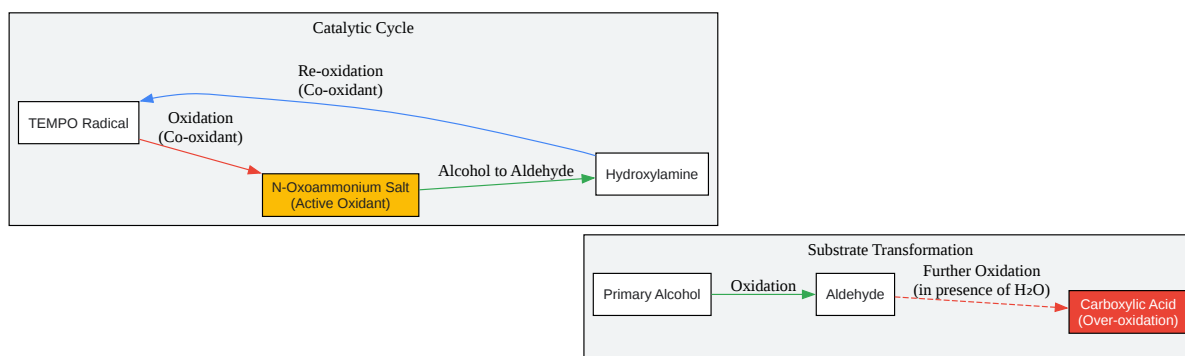 Catalytic Cycle
Re-oxidation
(Co-oxidant)
TEMPO Radical
Oxidation
(Co-oxidant)
N-Oxoammonium Salt
(Active Oxidant)
Alcohol to Aldehyde
Hydroxylamine
Substrate Transformation
Primary Alcohol
Oxidation
Aldehyde
Further Oxidation
(in presence of H₂O)
Carboxylic Acid
(Over-oxidation)